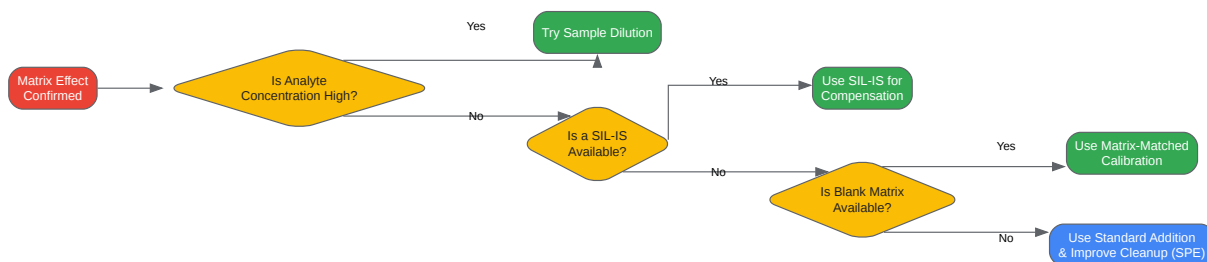 Yes
Try Sample Dilution
Matrix Effect
Confirmed
Is Analyte
Concentration High?
Yes
Use SIL-IS for
Compensation
No
Is a SIL-IS
Available?
Yes
Use Matrix-Matched
Calibration
No
Is Blank Matrix
Available?
No
Use Standard Addition
& Improve Cleanup (SPE)